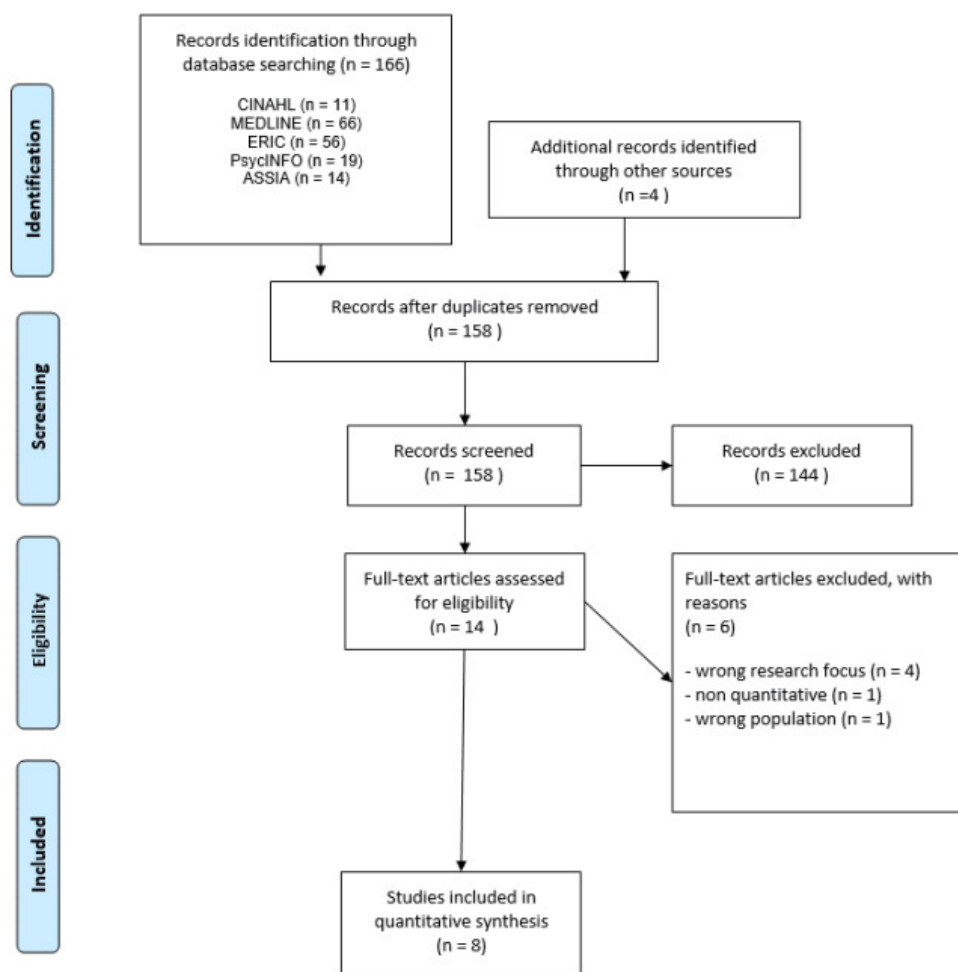 Identification
Records identification through
database searching (n = 166)
CINAHL (n = 11)
MEDLINE (n = 66)
ERIC (n = 56)
PsycINFO (n = 19)
ASSIA (n = 14)
Additional records identified
through other sources
(n =4 )
Records after duplicates removed
(n = 158 )
Screening
Records screened
(n = 158)
Records excluded
(n = 144 )
Eligibility
Full-text articles assessed
for eligibility
(n = 14 )
Full-text articles excluded, with
reasons
(n = 6)
- wrong research focus (n = 4)
- non quantitative (n = 1)
- wrong population (n = 1)
Included
Studies included in
quantitative synthesis
(n = 8)